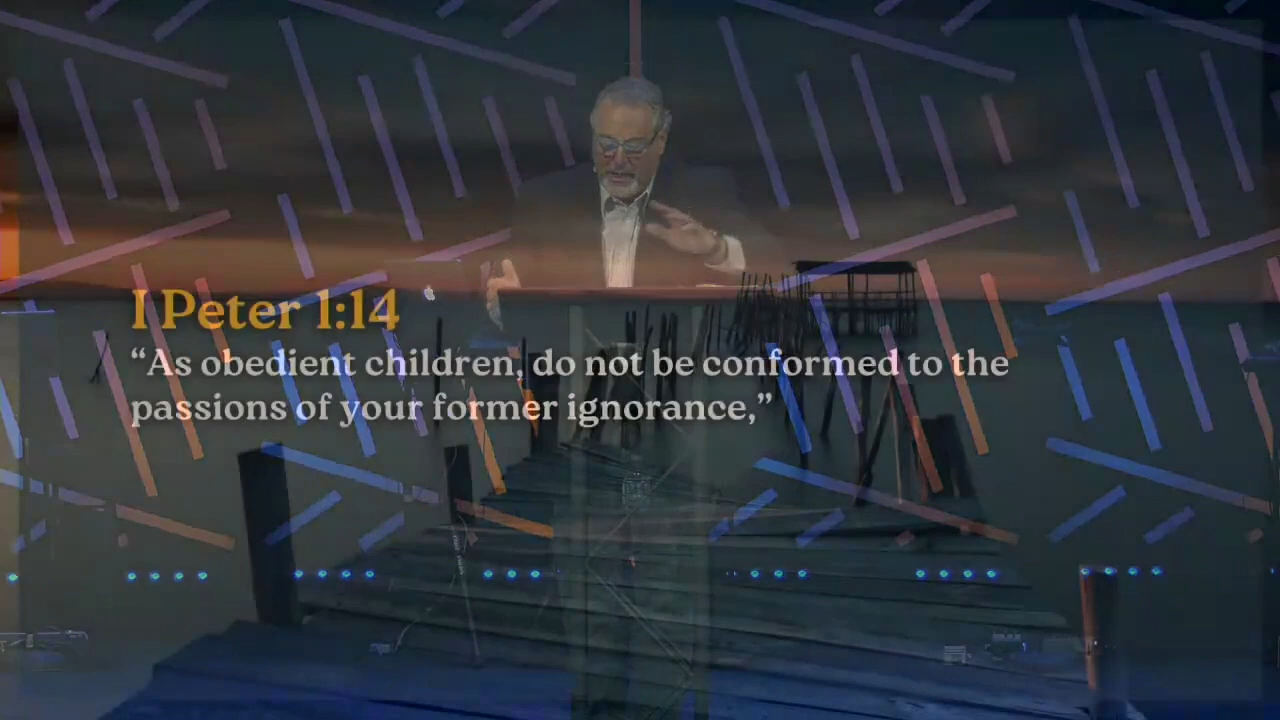 I Peter 1:14
“As obedient children, do not be conformed to the
passions of your former ignorance,”